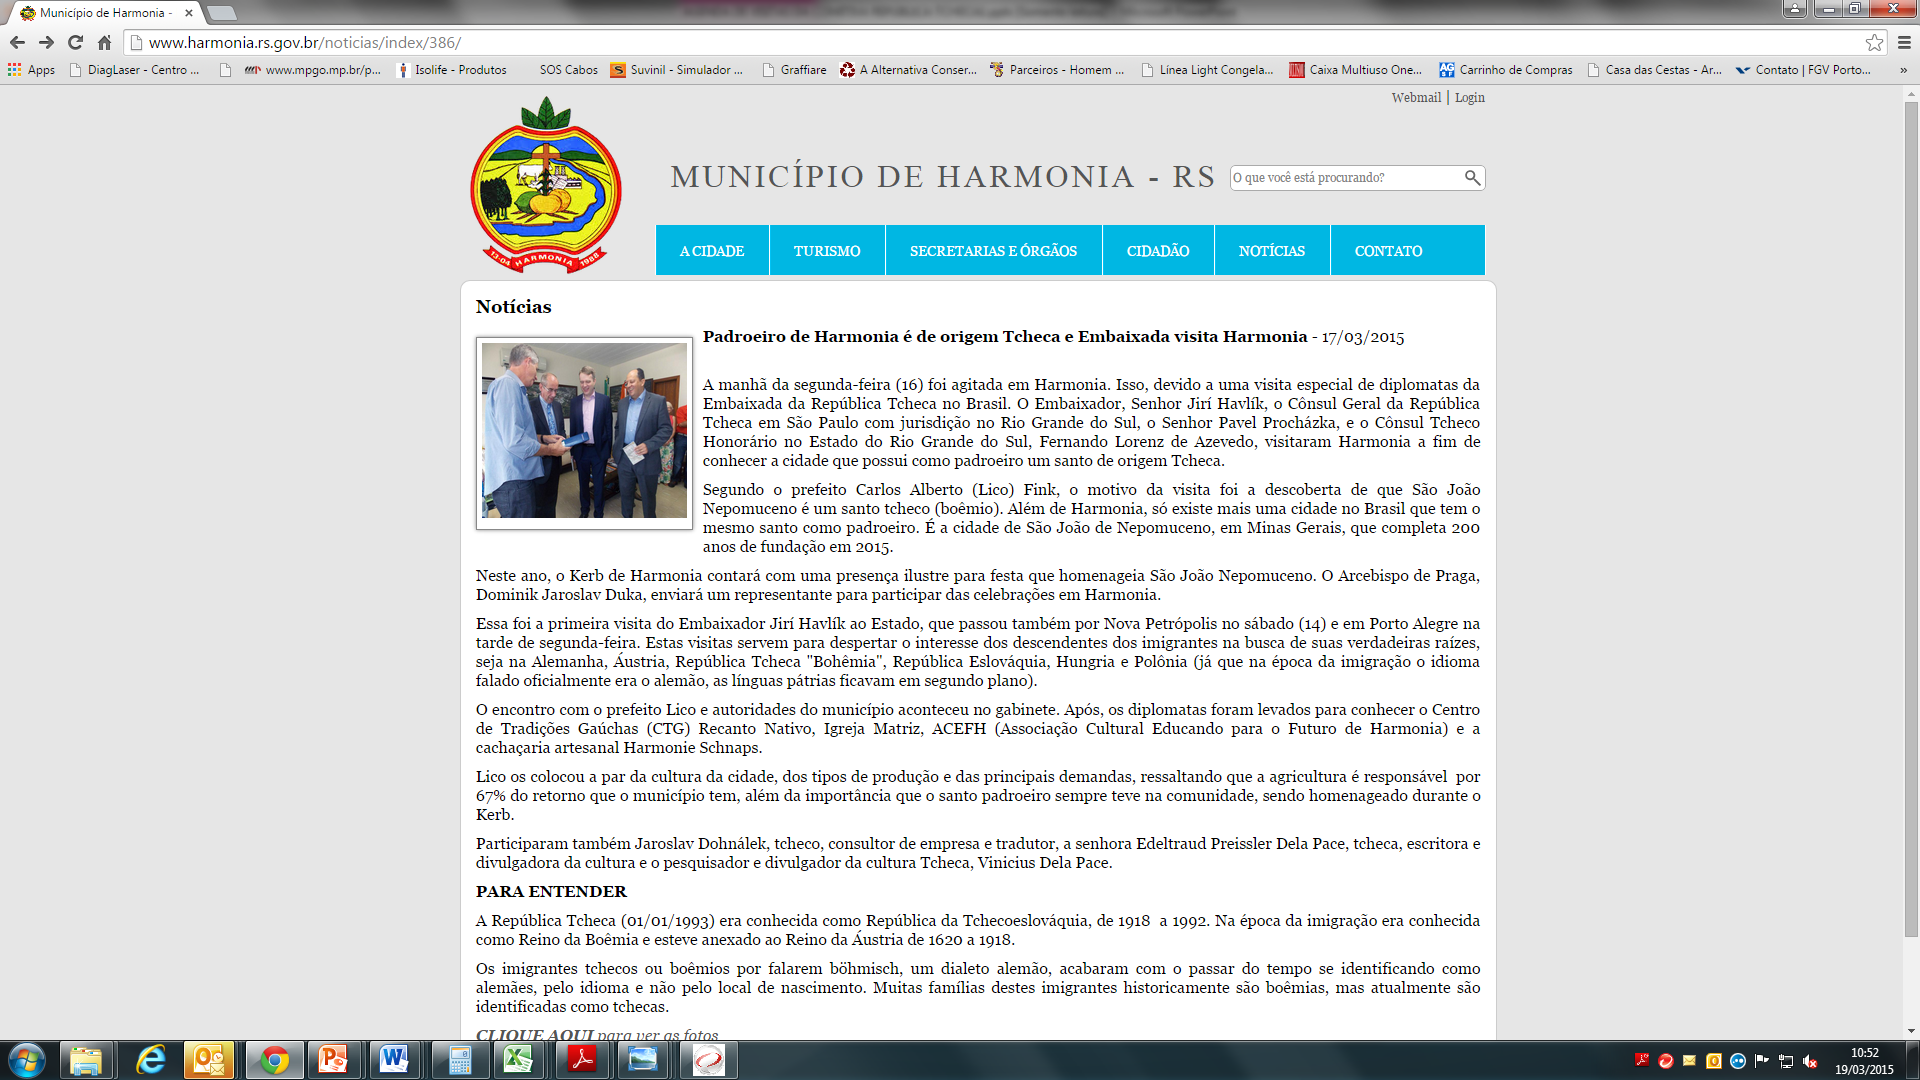 Município de Harmonia -
www.harmonia.rs.gov.br/noticias/index/386/
Apps DiagLaser - Centro ... www.mpgo.mp.br/p... Isolife - Produtos SOS Cabos Suvinil - Simulador ... Graffiare A Alternativa Conser... Parceiros - Homem ... Línea Light Congela... Caixa Multiuso One... Carrinho de Compras Casa das Cestas - Ar... Contato | FGV Porto... »
Webmail | Login
MUNICÍPIO DE HARMONIA - RS
O que você está procurando?
13-04 HARMONIA 1988
A CIDADE TURISMO SECRETARIAS E ÓRGÃOS CIDADÃO NOTÍCIAS CONTATO
Notícias
Padroeiro de Harmonia é de origem Tcheca e Embaixada visita Harmonia - 17/03/2015
A manhã da segunda-feira (16) foi agitada em Harmonia. Isso, devido a uma visita especial de diplomatas da
Embaixada da República Tcheca no Brasil. O Embaixador, Senhor Jirí Havlík, o Cônsul Geral da República
Tcheca em São Paulo com jurisdição no Rio Grande do Sul, o Senhor Pavel Procházka, e o Cônsul Tcheco
Honorário no Estado do Rio Grande do Sul, Fernando Lorenz de Azevedo, visitaram Harmonia a fim de
conhecer a cidade que possui como padroeiro um santo de origem Tcheca.
Segundo o prefeito Carlos Alberto (Lico) Fink, o motivo da visita foi a descoberta de que São João
Nepomuceno é um santo tcheco (boêmio). Além de Harmonia, só existe mais uma cidade no Brasil que tem o
mesmo santo como padroeiro. É a cidade de São João de Nepomuceno, em Minas Gerais, que completa 200
anos de fundação em 2015.
Neste ano, o Kerb de Harmonia contará com uma presença ilustre para festa que homenageia São João Nepomuceno. O Arcebispo de Praga,
Dominik Jaroslav Duka, enviará um representante para participar das celebrações em Harmonia.
Essa foi a primeira visita do Embaixador Jirí Havlík ao Estado, que passou também por Nova Petrópolis no sábado (14) e em Porto Alegre na
tarde de segunda-feira. Estas visitas servem para despertar o interesse dos descendentes dos imigrantes na busca de suas verdadeiras raízes,
seja na Alemanha, Áustria, República Tcheca "Bohêmia", República Eslováquia, Hungria e Polônia (já que na época da imigração o idioma
falado oficialmente era o alemão, as línguas pátrias ficavam em segundo plano).
O encontro com o prefeito Lico e autoridades do município aconteceu no gabinete. Após, os diplomatas foram levados para conhecer o Centro
de Tradições Gaúchas (CTG) Recanto Nativo, Igreja Matriz, ACEFH (Associação Cultural Educando para o Futuro de Harmonia) e a
cachaçaria artesanal Harmonie Schnaps.
Lico os colocou a par da cultura da cidade, dos tipos de produção e das principais demandas, ressaltando que a agricultura é responsável por
67% do retorno que o município tem, além da importância que o santo padroeiro sempre teve na comunidade, sendo homenageado durante o
Kerb.
Participaram também Jaroslav Dohnálek, tcheco, consultor de empresa e tradutor, a senhora Edeltraud Preissler Dela Pace, tcheca, escritora e
divulgadora da cultura e o pesquisador e divulgador da cultura Tcheca, Vinicius Dela Pace.
PARA ENTENDER
A República Tcheca (01/01/1993) era conhecida como República da Tchecoeslováquia, de 1918 a 1992. Na época da imigração era conhecida
como Reino da Boêmia e esteve anexado ao Reino da Áustria de 1620 a 1918.
Os imigrantes tchecos ou boêmios por falarem böhmisch, um dialeto alemão, acabaram com o passar do tempo se identificando como
alemães, pelo idioma e não pelo local de nascimento. Muitas famílias destes imigrantes historicamente são boêmias, mas atualmente são
identificadas como tchecas.
CLIQUE AQUI para ver as fotos
10:52
19/03/2015